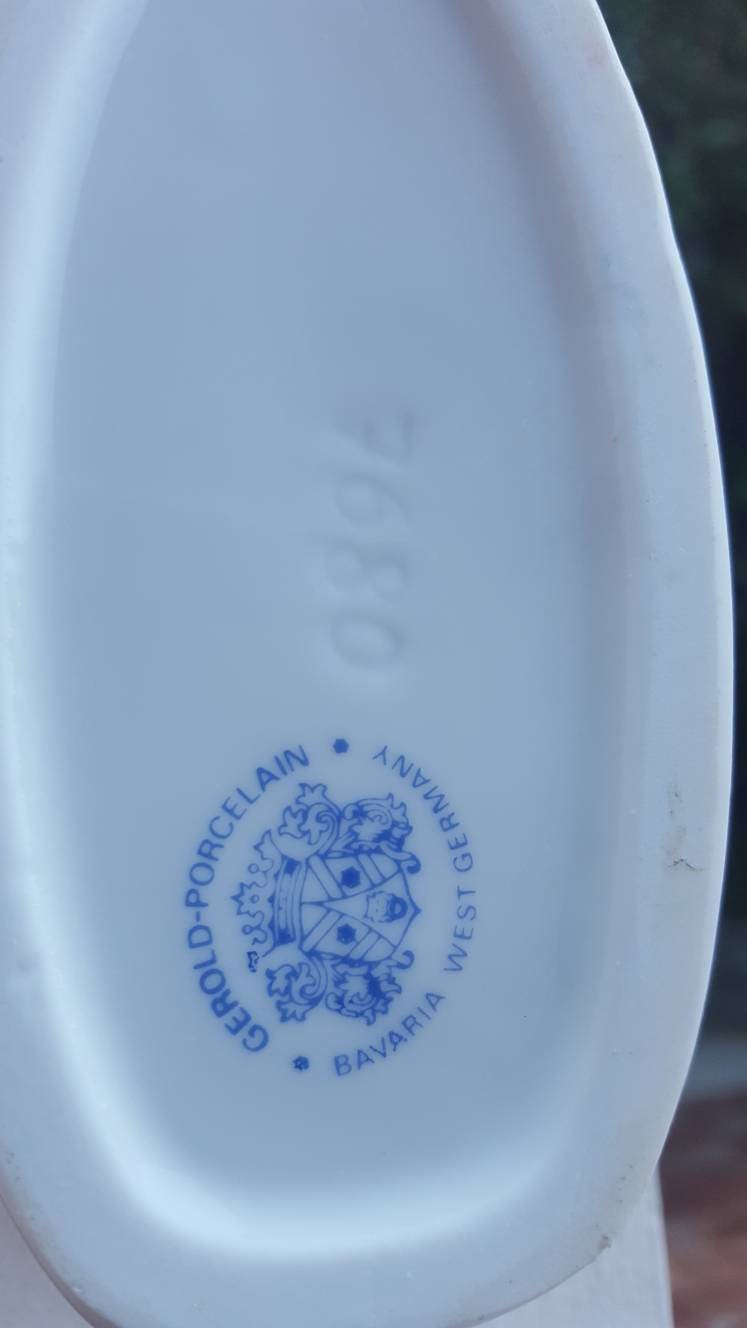 7680
GEROLD-PORCELAIN
BAVARIA WEST GERMANY